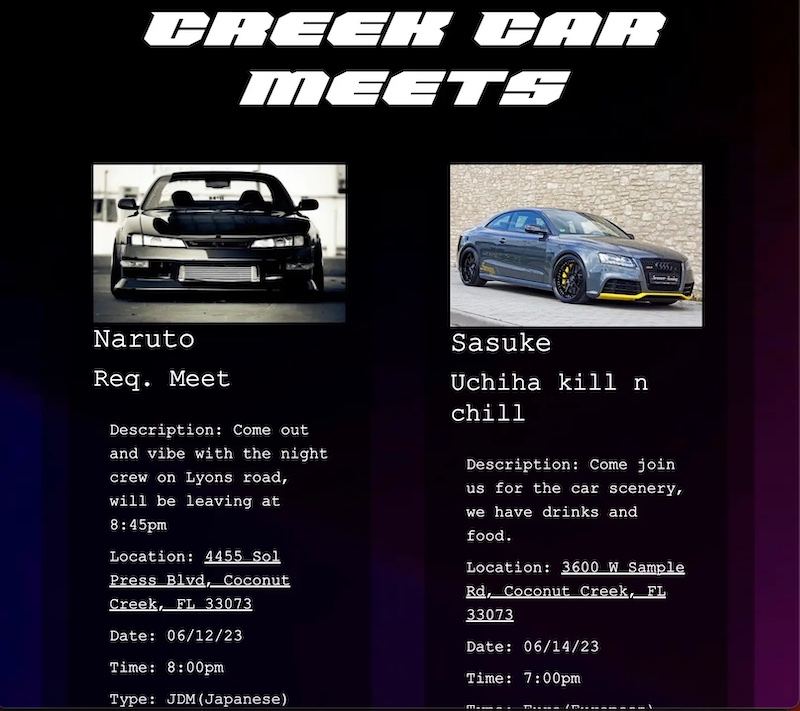 CREEK CAR
MEETS
Naruto
Req. Meet
Description: Come out
and vibe with the night
crew on Lyons road,
will be leaving at
8:45pm
Location: 4455 Sol
Press Blvd, Coconut
Creek, FL 33073
Date: 06/12/23
Time: 8:00pm
Type: JDM(Japanese)
Sasuke
Uchiha kill n
chill
Description: Come join
us for the car scenery,
we have drinks and
food.
Location: 3600 W Sample
Rd, Coconut Creek, FL
33073
Date: 06/14/23
Time: 7:00pm
Type: Euro(European)